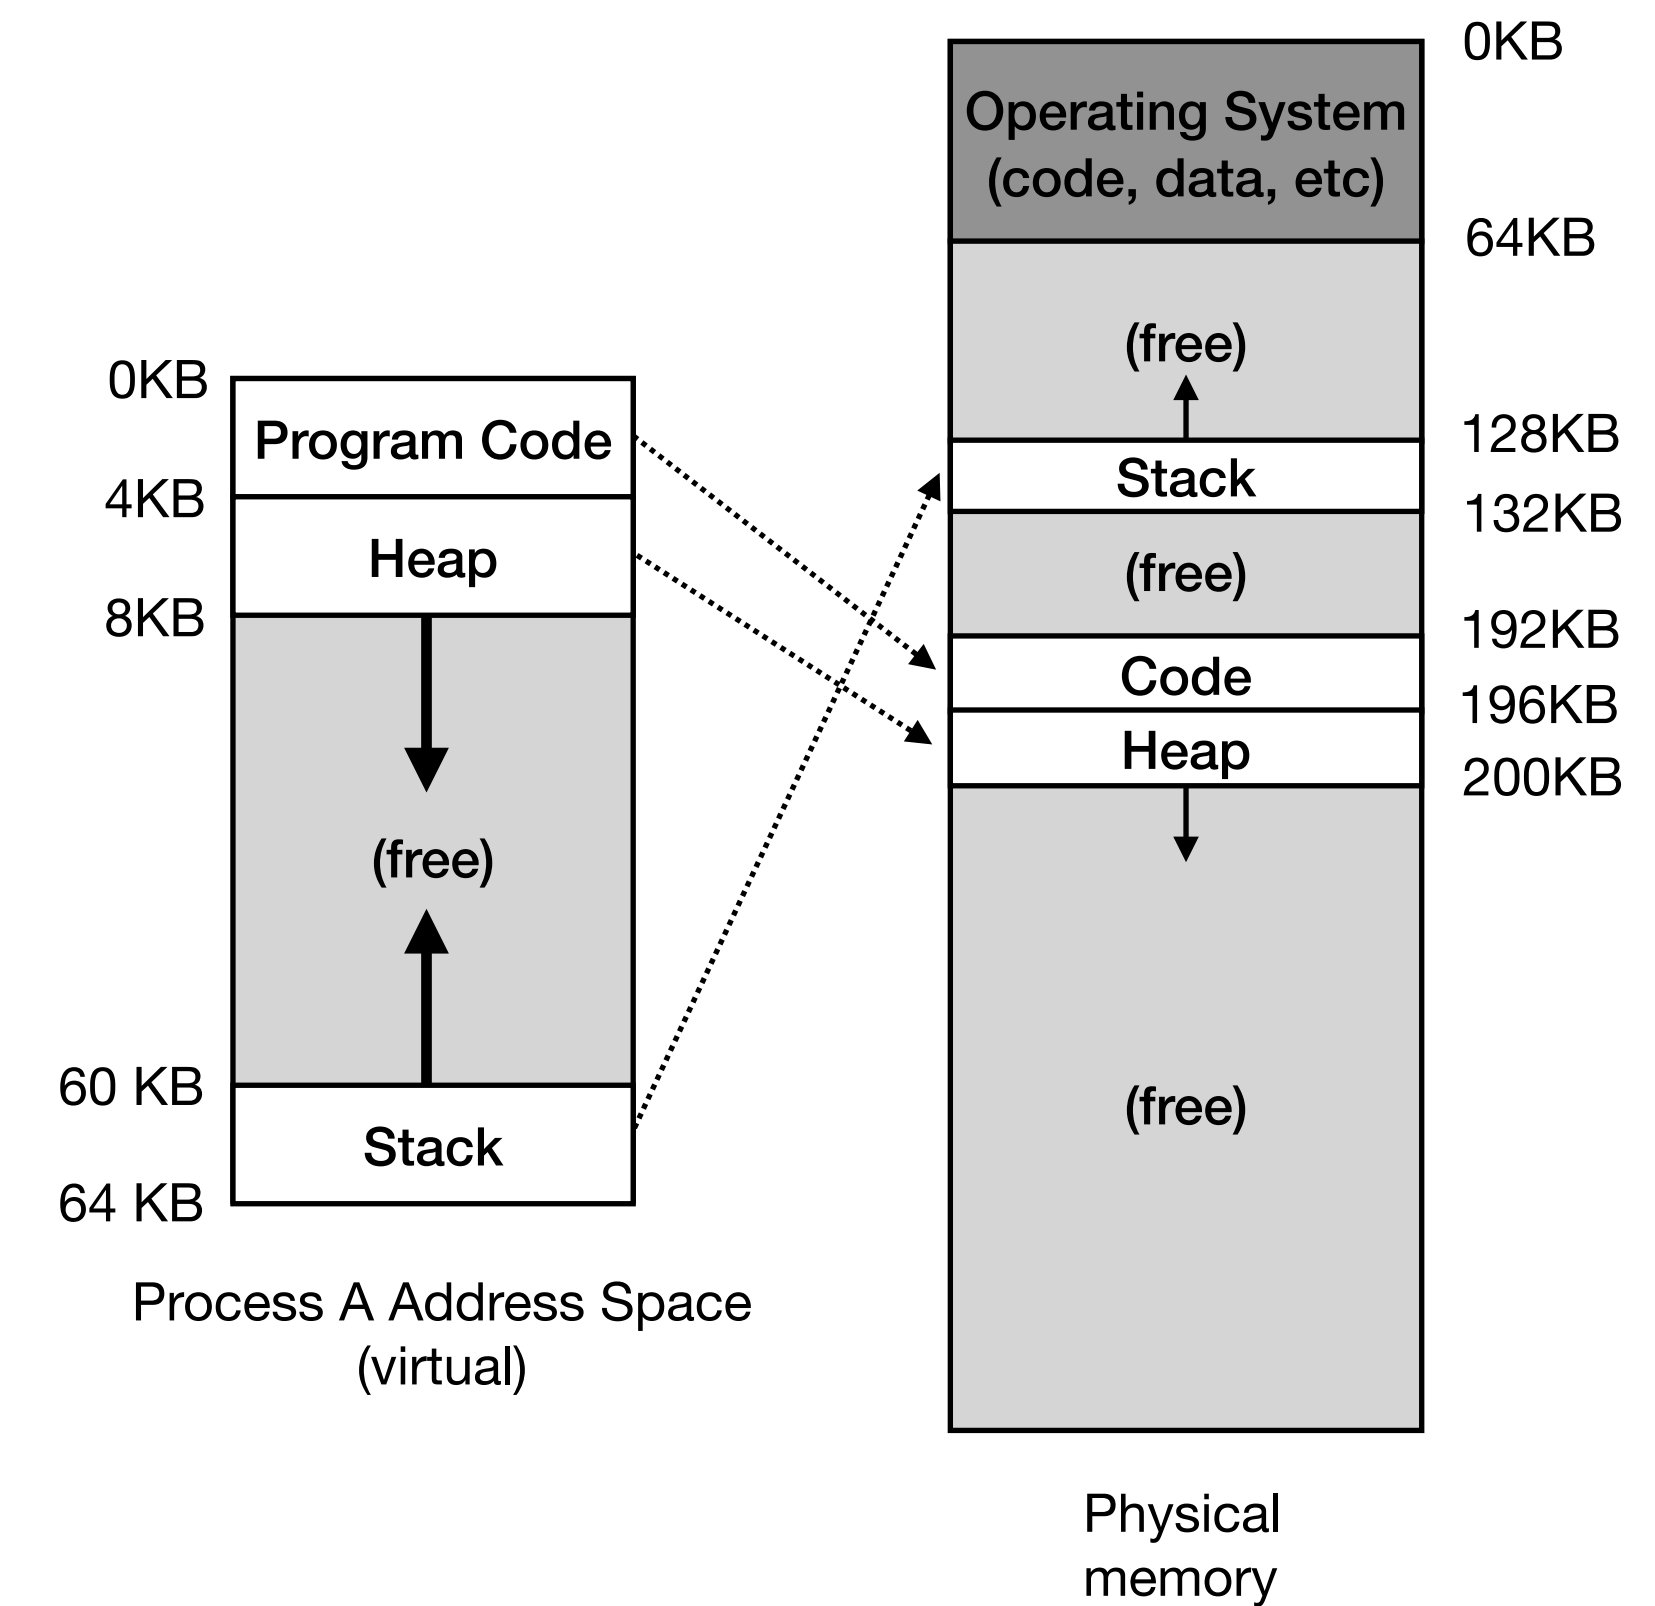 0KB
Program Code
4KB
Heap
8KB
(free)
60 KB
Stack
64 KB
Process A Address Space
(virtual)
0KB
Operating System
(code, data, etc)
64KB
(free)
128KB
Stack
132KB
(free)
192KB
Code
196KB
Heap
200KB
(free)
Physical
memory